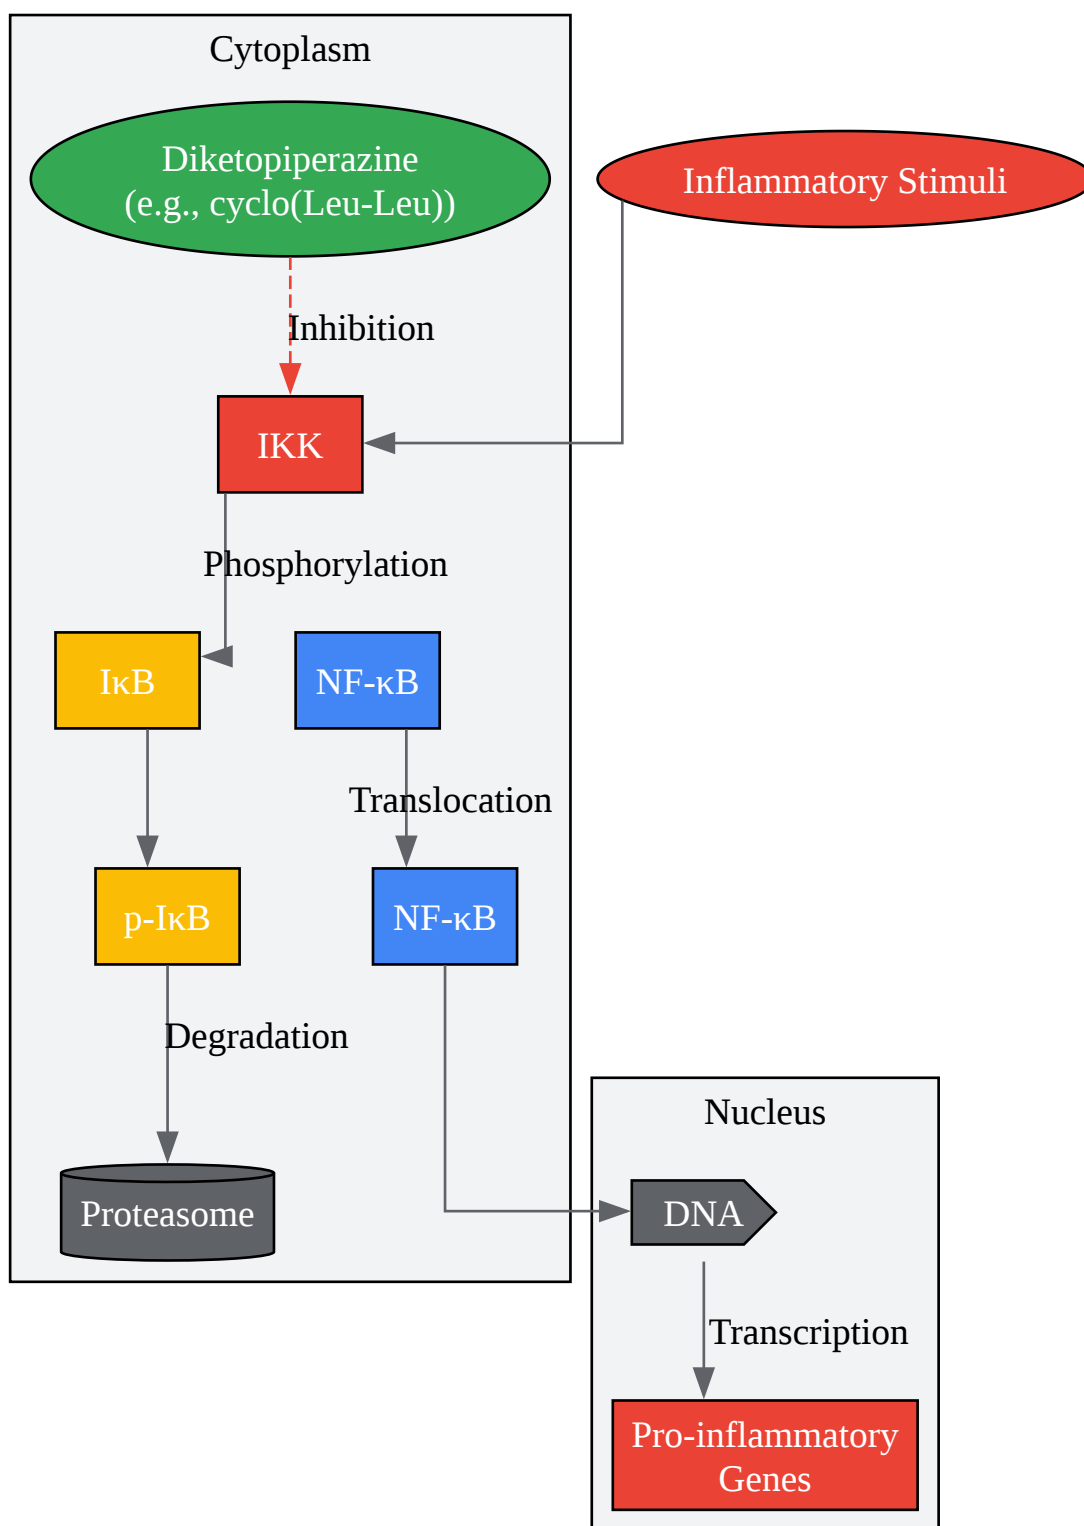 Cytoplasm
Diketopiperazine
(e.g., cyclo(Leu-Leu))
Inflammatory Stimuli
Inhibition
IKK
Phosphorylation
IκB
NF-κB
Translocation
p-IκB
NF-κB
Degradation
Nucleus
Proteasome
DNA
Transcription
Pro-inflammatory
Genes